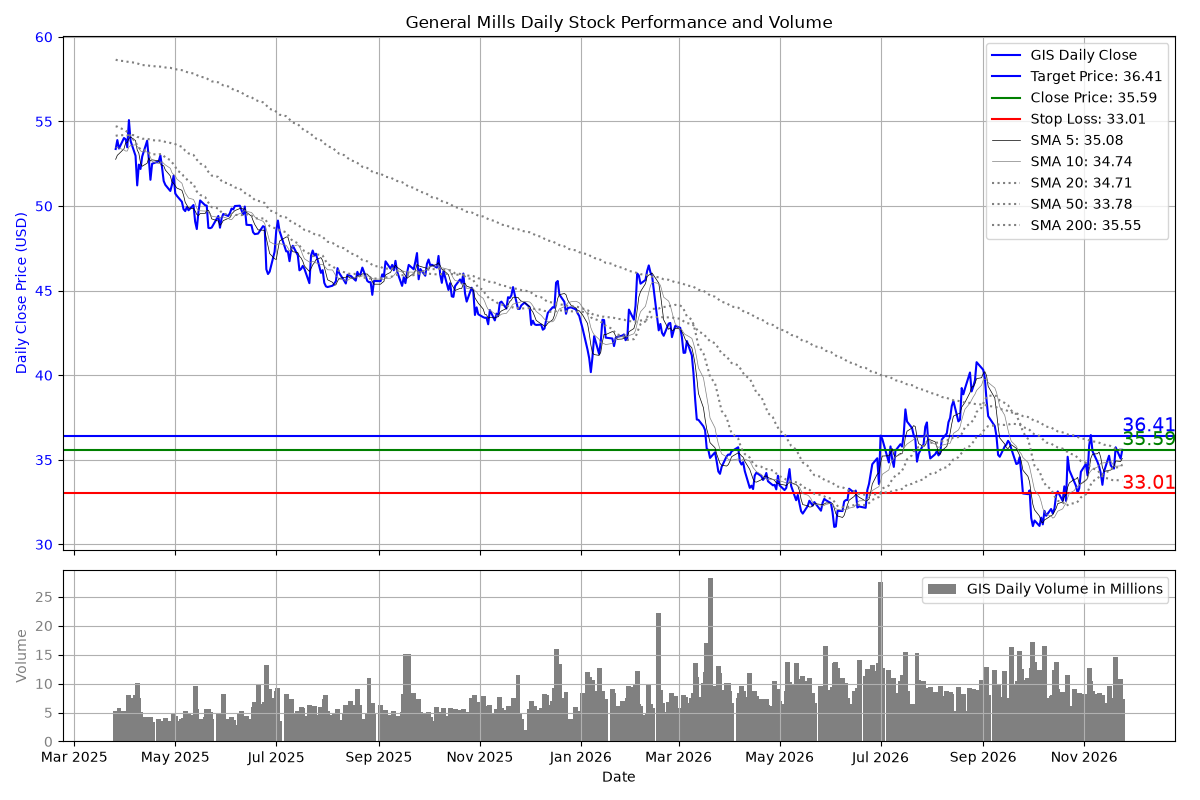 General Mills Daily Stock Performance and Volume
Daily Close Price (USD)
60
55
50
45
40
35
30
GIS Daily Close
Target Price: 36.41
Close Price: 35.59
Stop Loss: 33.01
SMA 5: 35.08
SMA 10: 34.74
SMA 20: 34.71
SMA 50: 33.78
SMA 200: 35.55
36.41
35.59
33.01
Volume
25
20
15
10
5
0
GIS Daily Volume in Millions
Mar 2025
May 2025
Jul 2025
Sep 2025
Nov 2025
Jan 2026
Mar 2026
May 2026
Jul 2026
Sep 2026
Nov 2026
Date